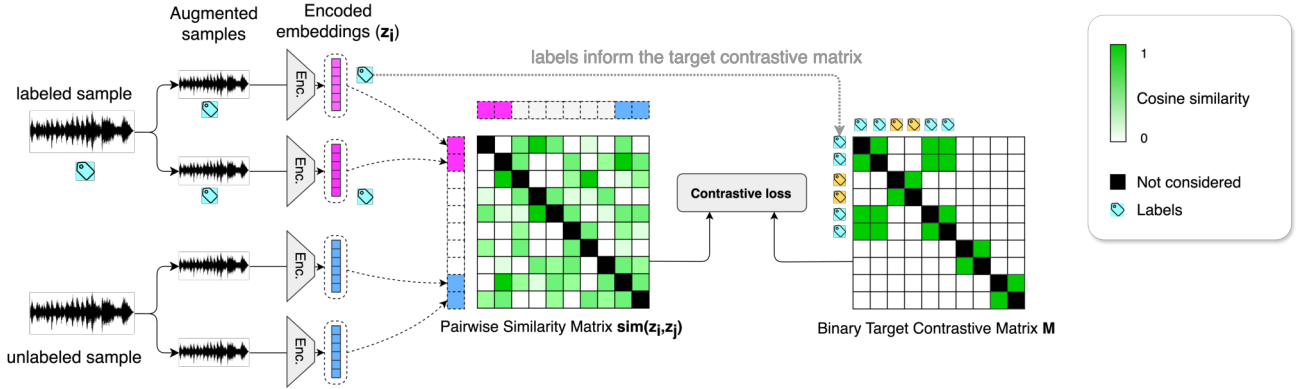 Augmented
samples
Encoded
embeddings (zi)
labeled sample
Enc.
Enc.
Enc.
Enc.
unlabeled sample
labels inform the target contrastive matrix
Pairwise Similarity Matrix sim(zi,zj)
Contrastive loss
Binary Target Contrastive Matrix M
1
Cosine similarity
0
Not considered
Labels